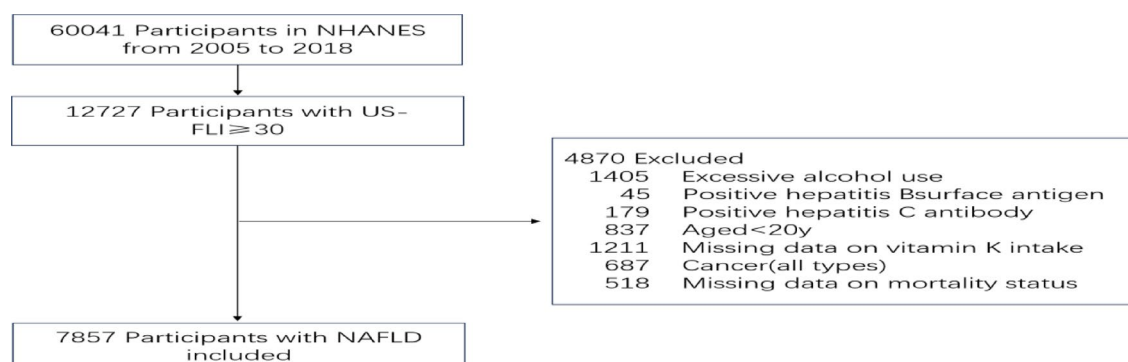 60041 Participants in NHANES
from 2005 to 2018
12727 Participants with US-
FLI≥30
4870 Excluded
1405 Excessive alcohol use
45 Positive hepatitis Bsurface antigen
179 Positive hepatitis C antibody
837 Aged<20y
1211 Missing data on vitamin K intake
687 Cancer(all types)
518 Missing data on mortality status
7857 Participants with NAFLD
included